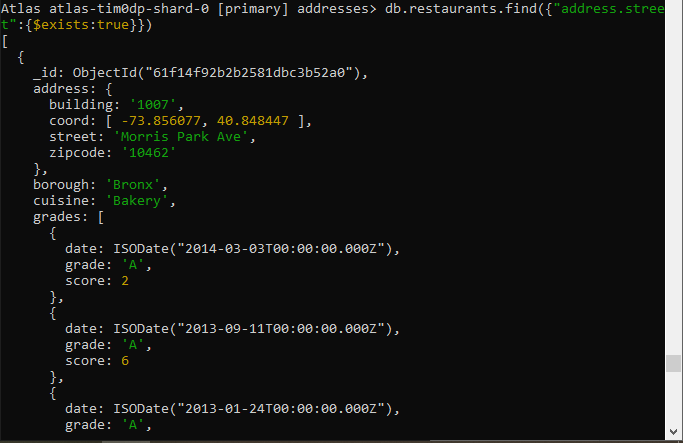 Atlas atlas-tim0dp-shard-0 [primary] addresses> db.restaurants.find({"address.stree
t":{$exists:true}})
[
  {
    _id: ObjectId("61f14f92b2b2581dbc3b52a0"),
    address: {
      building: '1007',
      coord: [ -73.856077, 40.848447 ],
      street: 'Morris Park Ave',
      zipcode: '10462'
    },
    borough: 'Bronx',
    cuisine: 'Bakery',
    grades: [
      {
        date: ISODate("2014-03-03T00:00:00.000Z"),
        grade: 'A',
        score: 2
      },
      {
        date: ISODate("2013-09-11T00:00:00.000Z"),
        grade: 'A',
        score: 6
      },
      {
        date: ISODate("2013-01-24T00:00:00.000Z"),
        grade: 'A',